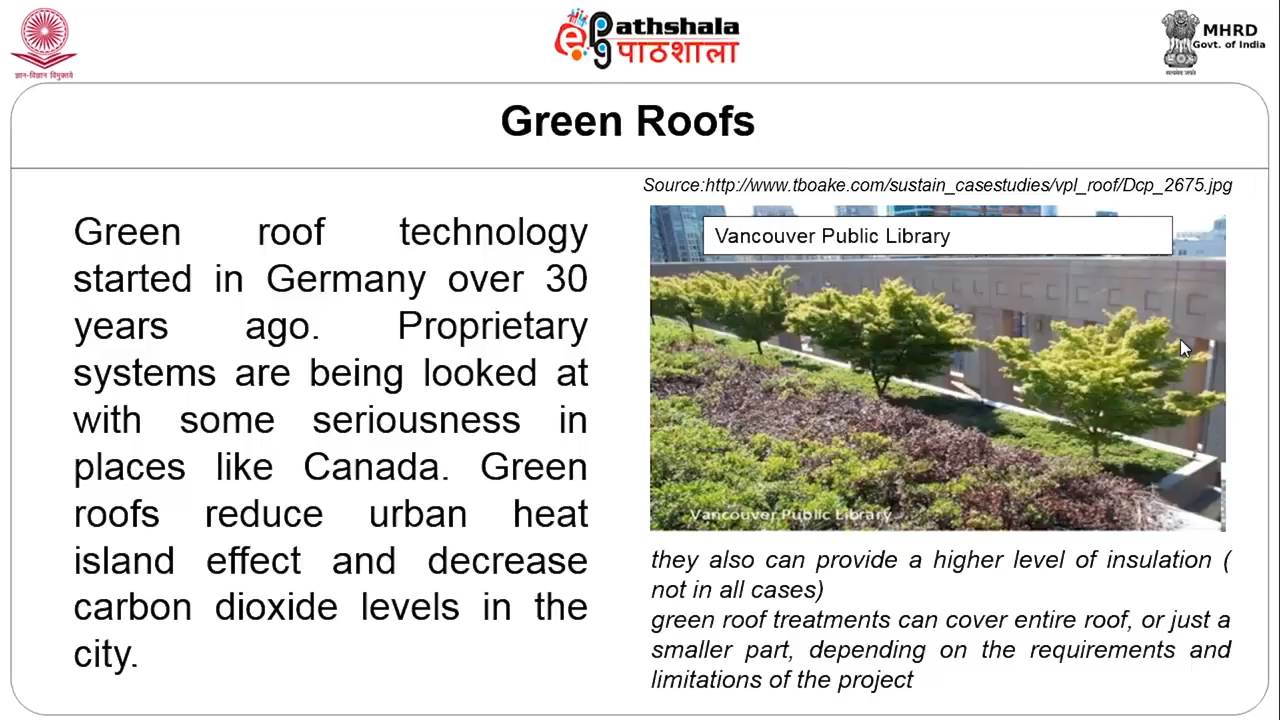 ज्ञान-विज्ञान विमुक्तये
ePathshala
पाठशाला
MHRD
Govt. of India
सत्यमेव जयते
Green Roofs
Source:http://www.tboake.com/sustain_casestudies/vpl_roof/Dcp_2675.jpg
Green roof technology
started in Germany over 30
years ago. Proprietary
systems are being looked at
with some seriousness in
places like Canada. Green
roofs reduce urban heat
island effect and decrease
carbon dioxide levels in the
city.
Vancouver Public Library
Vancouver Public Library
they also can provide a higher level of insulation (
not in all cases)
green roof treatments can cover entire roof, or just a
smaller part, depending on the requirements and
limitations of the project